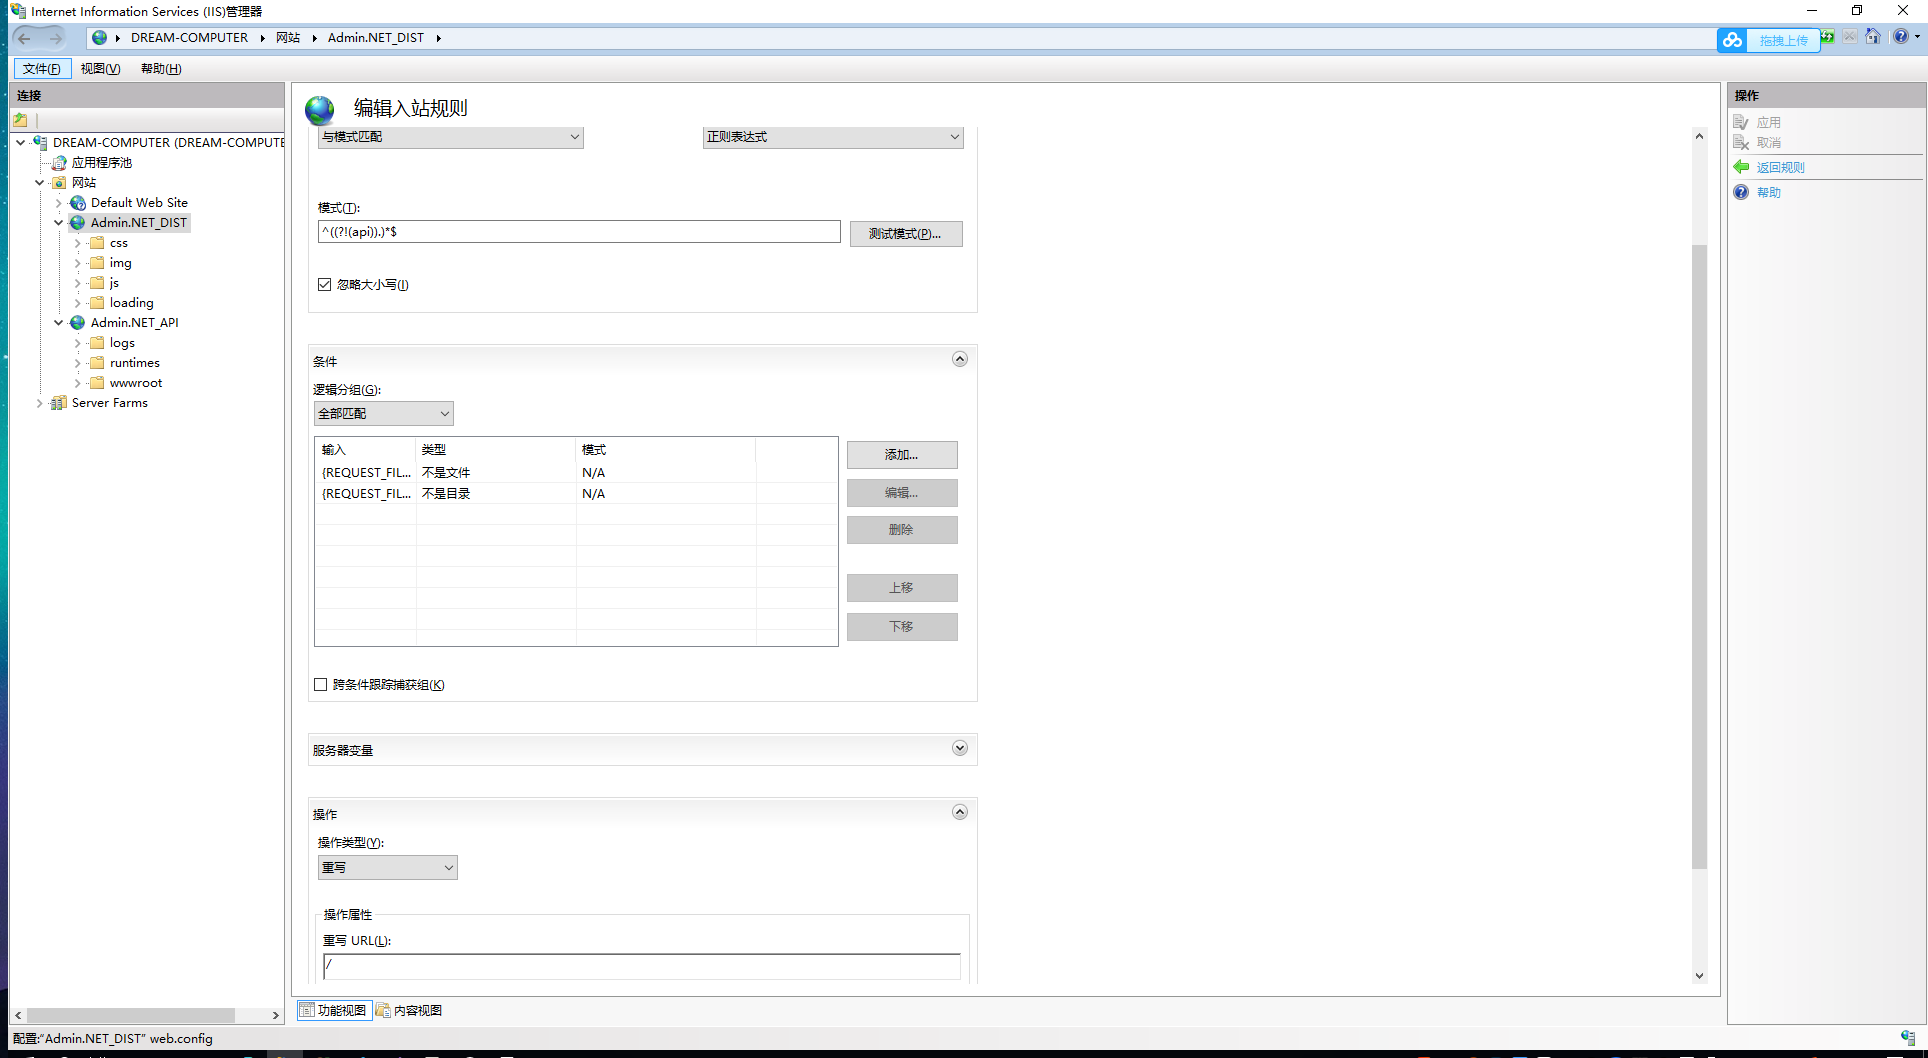 Internet Information Services (IIS)管理器
DREAM-COMPUTER
网站
Admin.NET_DIST
拖拽上传
文件(F)
视图(V)
帮助(H)
连接
DREAM-COMPUTER (DREAM-COMPUTE
应用程序池
网站
Default Web Site
Admin.NET_DIST
css
img
js
loading
Admin.NET_API
logs
runtimes
wwwroot
Server Farms
编辑入站规则
与模式匹配
正则表达式
模式(T):
^((?!(api)).)*$
测试模式(P)...
忽略大小写(I)
条件
逻辑分组(G):
全部匹配
输入 类型 模式
{REQUEST_FIL... 不是文件 N/A
{REQUEST_FIL... 不是目录 N/A
添加...
编辑...
删除
上移
下移
跨条件跟踪捕获组(K)
服务器变量
操作
操作类型(Y):
重写
操作属性
重写 URL(L):
/
功能视图
内容视图
操作
应用
取消
返回规则
帮助
配置:“Admin.NET_DIST” web.config